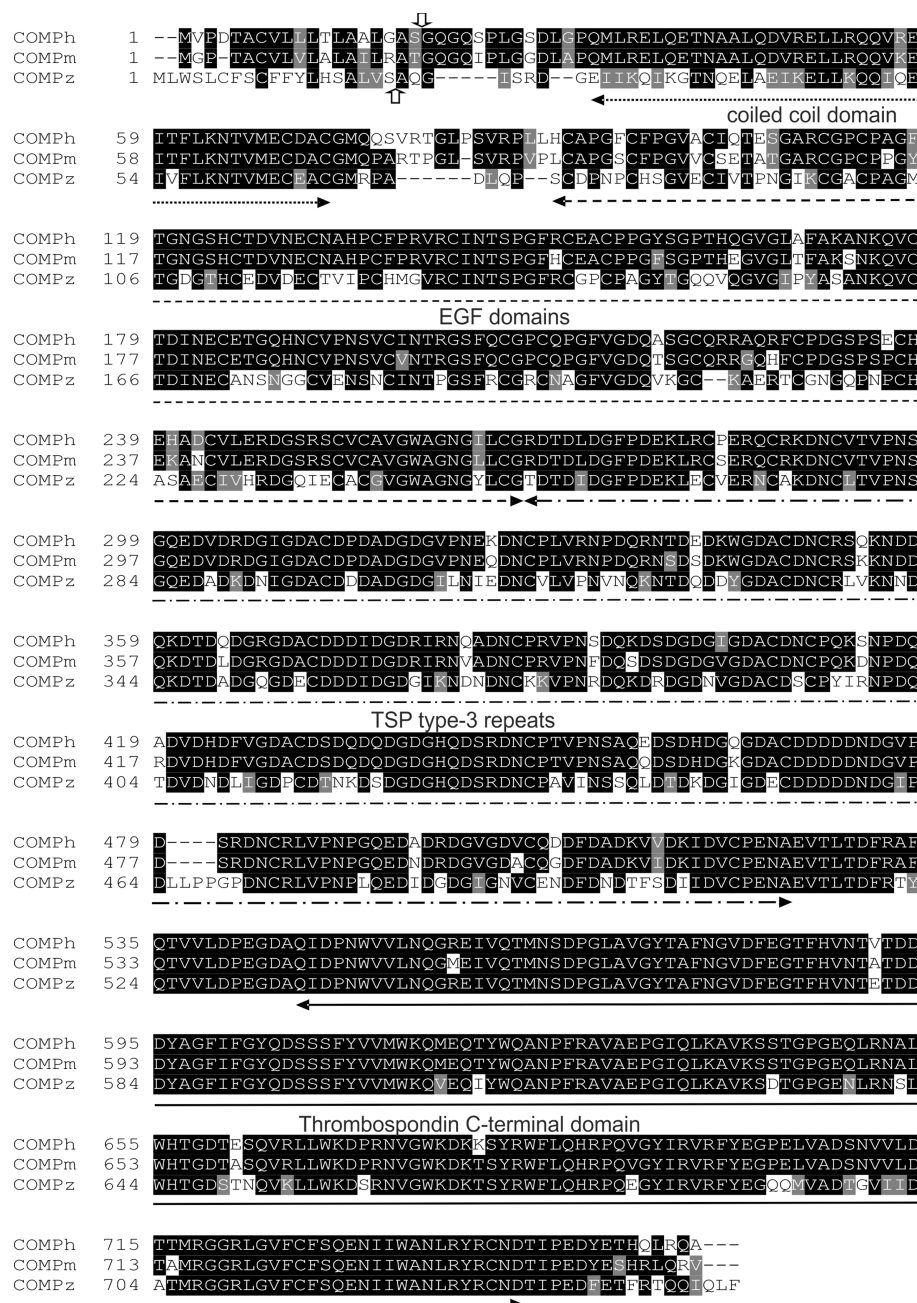 COMPh 1 --MVPDTACVLLLTLAALGASGQGQSPLGSDLGPQMLRELQETNAALQDVRELLRQQVRE
COMPm 1 --MGP-TACVLVLALAILRATGQGQIPLGGDLAPQMLRELQETNAALQDVRELLRQQVKE
COMPz 1 MLWSLCFSCFFYLHSALVSAQG-----ISRD--GEIIKQIKGTNQELAEIKELLKQQIQE
coiled coil domain
COMPh 59 ITFLKNTVMECDACGMQQSVRTGLPSVRPLLHCAPGFCFPGVACIQTESGARCGPCPAGF
COMPm 58 ITFLKNTVMECDACGMQPARTPGL-SVRPVPLCAPGSCFPGVVCSETATGARCGPCPPGY
COMPz 54 IVFLKNTVMECEACGMRPA------DLQP--SCDPNPCHSGVECIVTPNGIKCGACPAGM
COMPh 119 TGNGSHCTDVNECNAHPCFPRVRCINTSPGFRCEACPPGYSGPTHQGVGLAFAKANKQVC
COMPm 117 TGNGSHCTDVNECNAHPCFPRVRCINTSPGFHCEACPPGFSGPTHEGVGLTFAKSNKQVC
COMPz 106 TGDGTHCEDVDECTVIPCHMGVRCINTSPGFRCGPCPAGYTGQQVQGVGIPYASANKQVC
EGF domains
COMPh 179 TDINECETGQHNCVPNSVCINTRGSFQCGPCQPGFVGDQASGCQRRAQRFCPDGSPSECH
COMPm 177 TDINECETGQHNCVPNSVCVNTRGSFQCGPCQPGFVGDQTSGCQRRGQHFCPDGSPSPCH
COMPz 166 TDINECANSNGGCVENSNCINTPGSFRCGRCNAGFVGDQVKGC--KAERTCGNGQPNPCH
COMPh 239 EHADCVLERDGSRSCVCAVGWAGNGILCGRDTDLDGFPDEKLRCPERQCRKDNCVTVPNS
COMPm 237 EKANCVLERDGSRSCVCAVGWAGNGLLCGRDTDLDGFPDEKLRCSERQCRKDNCVTVPNS
COMPz 224 ASAECIVHRDGQIECACGVGWAGNGYLCGTDTDIDGFPDEKLECVERNCAKDNCLTVPNS
COMPh 299 GQEDVDRDGIGDACDPDADGDGVPNEKDNCPLVRNPDQRNTDEDKWGDACDNCRSQKNDD
COMPm 297 GQEDVDRDGIGDACDPDADGDGVPNEQDNCPLVRNPDQRNSDSDKWGDACDNCRSKKNDD
COMPz 284 GQEDADKDNIGDACDDDADGDGILNIEDNCVLVPNVNQKNTDQDDYGDACDNCRLVKNND
COMPh 359 QKDTDQDGRGDACDDDIDGDRIRNQADNCPRVPNSDQKDSDGDGIGDACDNCPQKSNPDQ
COMPm 357 QKDTDLDGRGDACDDDIDGDRIRNVADNCPRVPNFDQSDSDGDGVGDACDNCPQKDNPDQ
COMPz 344 QKDTDADGQGDECDDDIDGDGIKNDNDNCKKVPNRDQKDRDGDNVGDACDSCPYIRNPDQ
TSP type-3 repeats
COMPh 419 ADVDHDFVGDACDSDQDQDGDGHQDSRDNCPTVPNSAQEDSDHDGQGDACDDDDDNDGVP
COMPm 417 RDVDHDFVGDACDSDQDQDGDGHQDSRDNCPTVPNSAQQDSDHDGKGDACDDDDDNDGVP
COMPz 404 TDVDNDLIGDPCDTNKDSDGDGHQDSRDNCPAVINSSQLDTDKDGIGDECDDDDDNDGIP
COMPh 479 D----SRDNCRLVPNPGQEDADRDGVGDVCQDDFDADKVVDKIDVCPENAEVTLTDFRAF
COMPm 477 D----SRDNCRLVPNPGQEDNDRDGVGDACQGDFDADKVIDKIDVCPENAEVTLTDFRAF
COMPz 464 DLLPPGPDNCRLVPNPLQEDIDGDGIGNVCENDFDNDTFSDIIDVCPENAEVTLTDFRTY
COMPh 535 QTVVLDPEGDAQIDPNWVVLNQGREIVQTMNSDPGLAVGYTAFNGVDFEGTFHVNTVTDD
COMPm 533 QTVVLDPEGDAQIDPNWVVLNQGMEIVQTMNSDPGLAVGYTAFNGVDFEGTFHVNTATDD
COMPz 524 QTVVLDPEGDAQIDPNWVVLNQGREIVQTMNSDPGLAVGYTAFNGVDFEGTFHVNTETDD
COMPh 595 DYAGFIFGYQDSSSFYVVMWKQMEQTYWQANPFRAVAEPGIQLKAVKSSTGPGEQLRNAL
COMPm 593 DYAGFIFGYQDSSSFYVVMWKQMEQTYWQANPFRAVAEPGIQLKAVKSSTGPGEQLRNAL
COMPz 584 DYAGFIFGYQDSSSFYVVMWKQVEQIYWQANPFRAVAEPGIQLKAVKSDTGPGENLRNSL
Thrombospondin C-terminal domain
COMPh 655 WHTGDTESQVRLLWKDPRNVGWKDKKSYRWFLQHRPQVGYIRVRFYEGPELVADSNVVLD
COMPm 653 WHTGDTASQVRLLWKDPRNVGWKDKTSYRWFLQHRPQVGYIRVRFYEGPELVADSNVVLD
COMPz 644 WHTGDSTNQVKLLWKDSRNVGWKDKTSYRWFLQHRPQEGYIRVRFYEGQQMVADTGVIID
COMPh 715 TTMRGGRLGVFCFSQENIIWANLRYRCNDTIPEDYETHQLRQA---
COMPm 713 TAMRGGRLGVFCFSQENIIWANLRYRCNDTIPEDYESHRLQRV---
COMPz 704 ATMRGGRLGVFCFSQENIIWANLRYRCNDTIPEDFETFRTQQIQLF